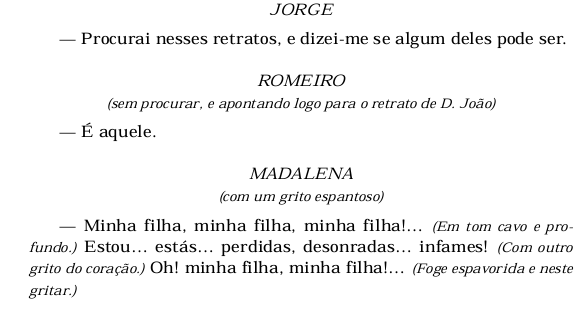 JORGE
— Procurai nesses retratos, e dizei-me se algum deles pode ser.
ROMEIRO
(sem procurar, e apontando logo para o retrato de D. João)
— É aquele.
MADALENA
(com um grito espantoso)
— Minha filha, minha filha, minha filha!... (Em tom cavo e pro-
fundo.) Estou... estás... perdidas, desonradas... infames! (Com outro
grito do coração.) Oh! minha filha, minha filha!... (Foge espavorida e neste
gritar.)